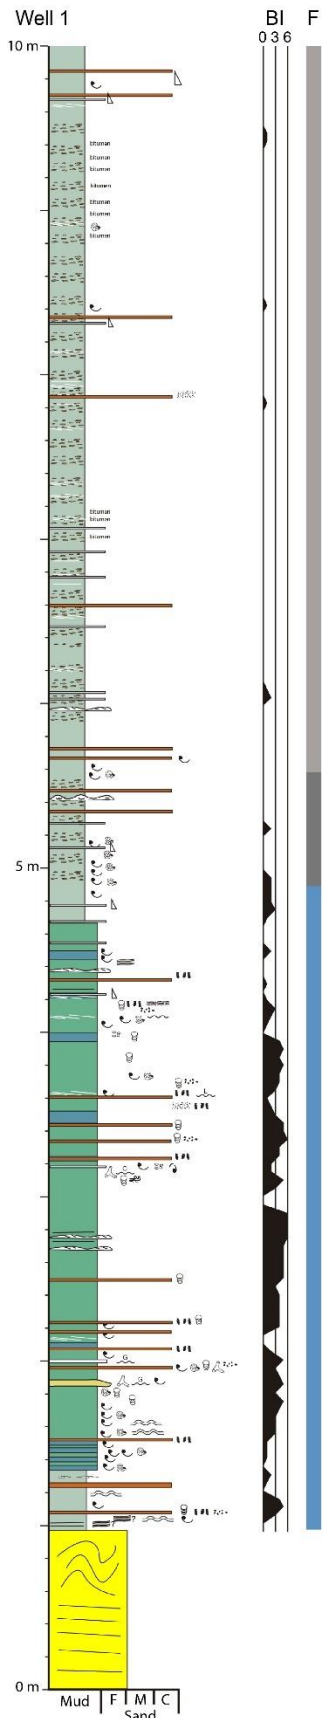 Well 1 BI F
0 3 6
10 m
bitumen
bitumen
bitumen
bitumen
bitumen
bitumen
bitumen
bitumen
bitumen
bitumen
5 m
G
G
G
?
?
0 m
Mud F M C
Sand